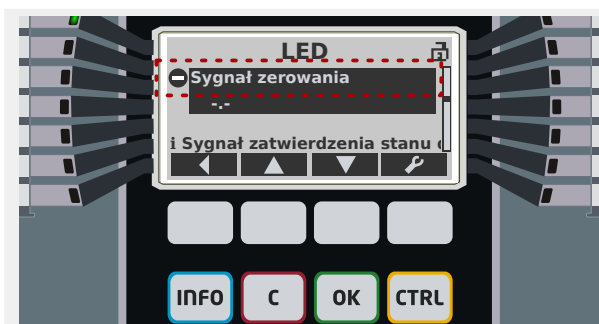 LED
Sygnał zerowania
-.-
i Sygnał zatwierdzenia stanu
INFO C OK CTRL